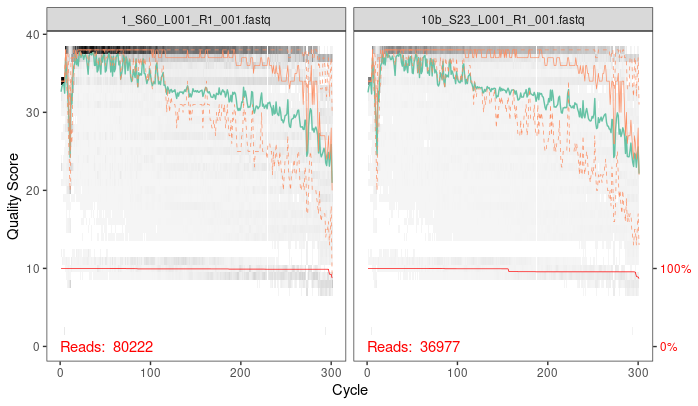 1_S60_L001_R1_001.fastq
10b_S23_L001_R1_001.fastq
Quality Score
40
30
20
10
0
100%
0%
Reads: 80222
Reads: 36977
0
100
200
300
0
100
200
300
Cycle